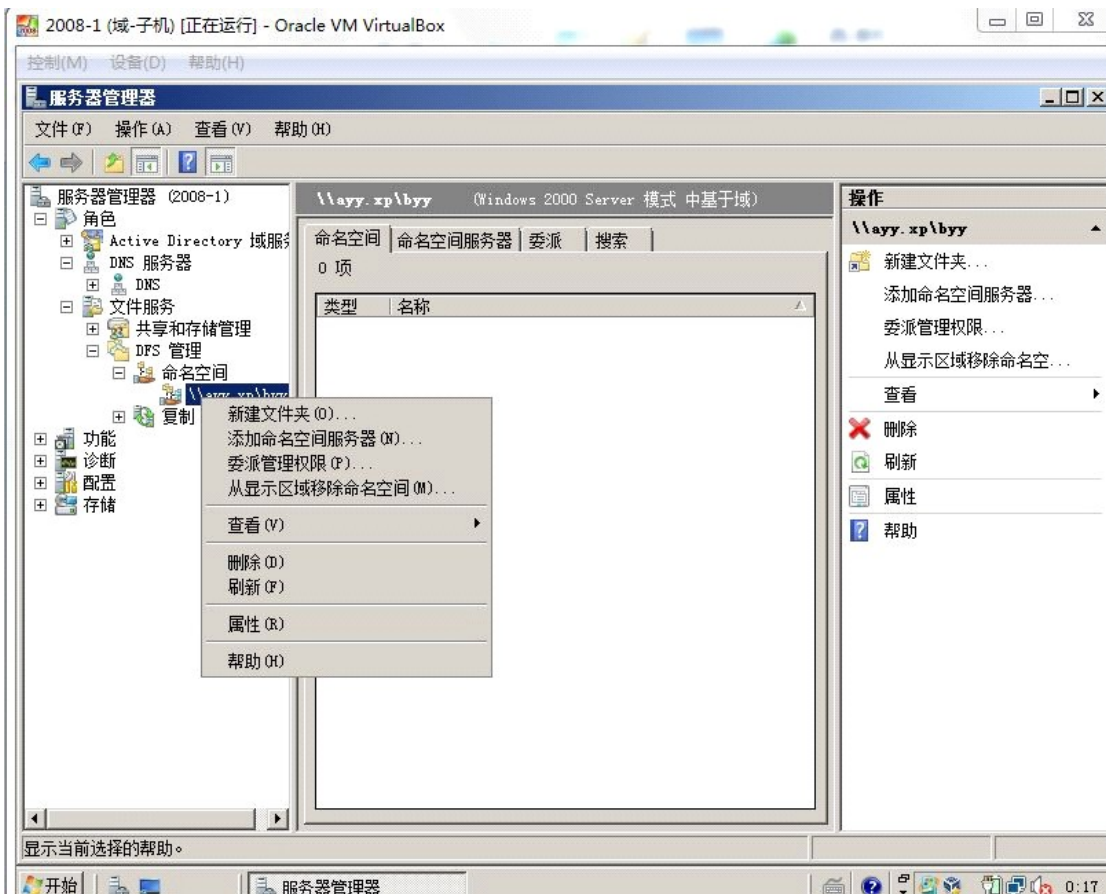 2008-1 (域-子机) [正在运行] - Oracle VM VirtualBox
控制(M) 设备(D) 帮助(H)
服务器管理器
文件(F) 操作(A) 查看(V) 帮助(H)
服务器管理器 (2008-1)
角色
Active Directory 域服
DNS 服务器
DNS
文件服务
共享和存储管理
DFS 管理
命名空间
\\ayy.xp\byy
复制
功能
诊断
配置
存储
\\ayy.xp\byy (Windows 2000 Server 模式 中基于域)
命名空间 命名空间服务器 委派 搜索
0 项
类型 名称
新建文件夹(O)...
添加命名空间服务器(N)...
委派管理权限(P)...
从显示区域移除命名空间(M)...
查看(V)
删除(D)
刷新(F)
属性(R)
帮助(H)
操作
\\ayy.xp\byy
新建文件夹...
添加命名空间服务器...
委派管理权限...
从显示区域移除命名空...
查看
删除
刷新
属性
帮助
显示当前选择的帮助。
开始 服务器管理器 0:17